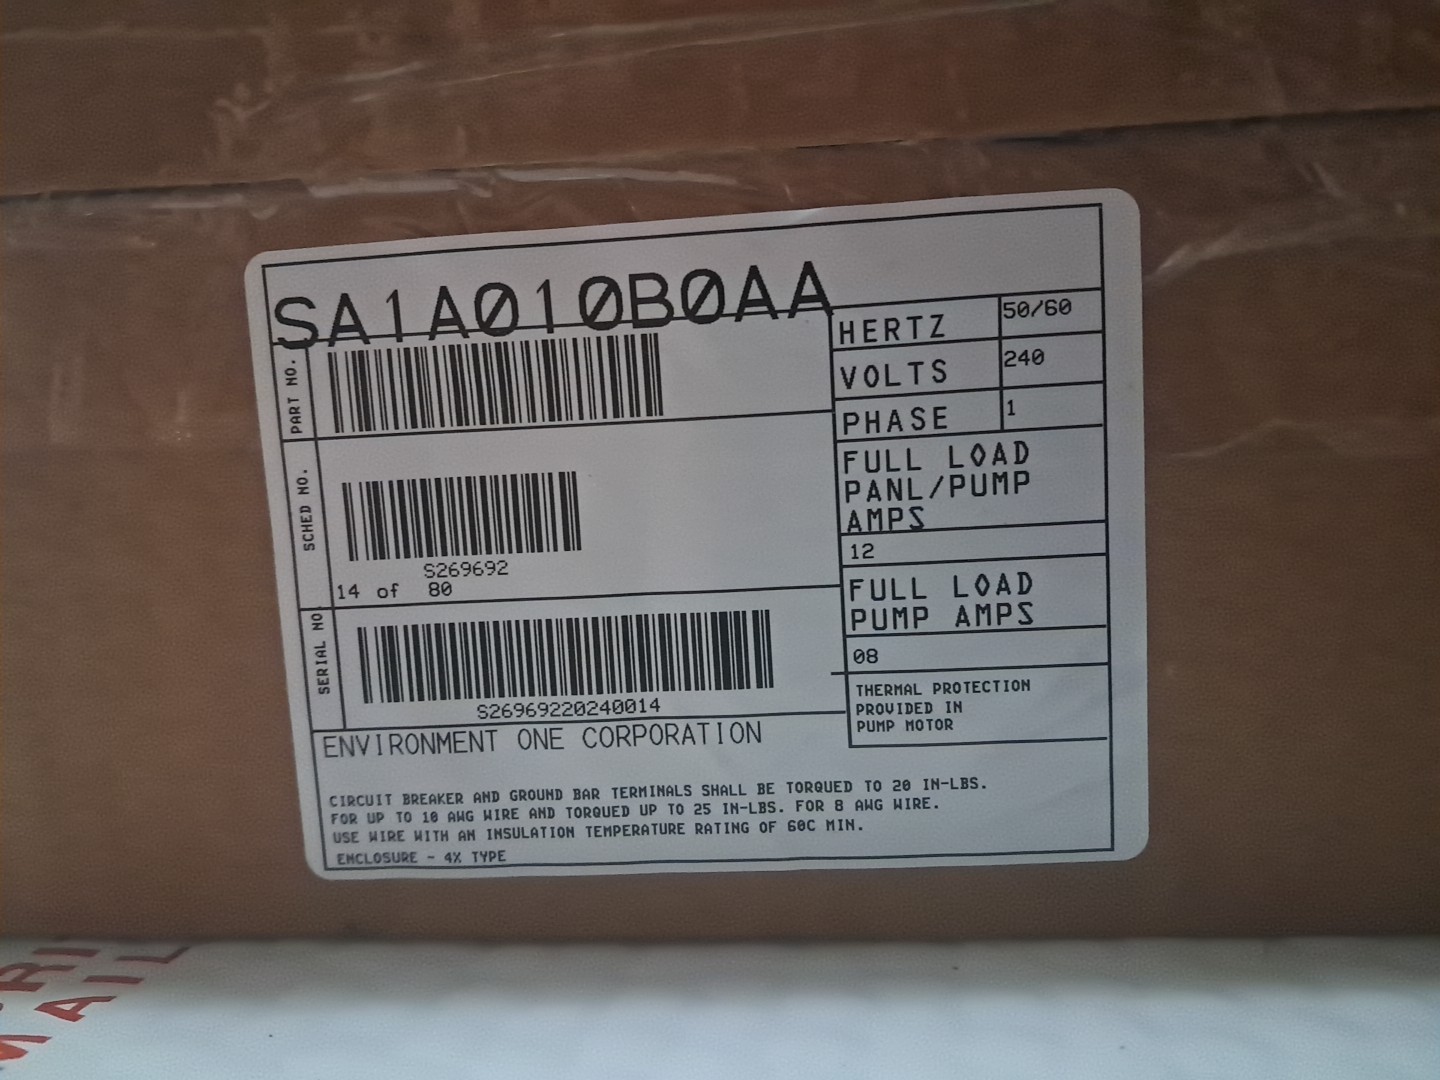 SA1A010B0AA
PART NO.
SCHED NO.
S269692
14 of 80
SERIAL NO.
S26969220240014
ENVIRONMENT ONE CORPORATION
HERTZ 50/60
VOLTS 240
PHASE 1
FULL LOAD
PANL/PUMP
AMPS
12
FULL LOAD
PUMP AMPS
08
THERMAL PROTECTION
PROVIDED IN
PUMP MOTOR
CIRCUIT BREAKER AND GROUND BAR TERMINALS SHALL BE TORQUED TO 20 IN-LBS.
FOR UP TO 10 AWG WIRE AND TORQUED UP TO 25 IN-LBS. FOR 8 AWG WIRE.
USE WIRE WITH AN INSULATION TEMPERATURE RATING OF 60C MIN.
ENCLOSURE - 4X TYPE
MAIL